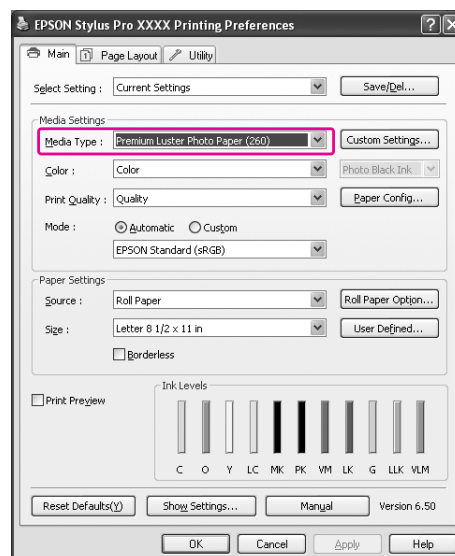 EPSON Stylus Pro XXXX Printing Preferences
Main Page Layout Utility
Select Setting : Current Settings Save/Del...
Media Settings
Media Type : Premium Luster Photo Paper (260) Custom Settings...
Color : Color Photo Black Ink
Print Quality : Quality Paper Config...
Mode : Automatic Custom
EPSON Standard (sRGB)
Paper Settings
Source : Roll Paper Roll Paper Option...
Size : Letter 8 1/2 x 11 in User Defined...
Borderless
Print Preview Ink Levels
C O Y LC MK PK VM LK G LLK VLM
Reset Defaults(Y) Show Settings... Manual Version 6.50
OK Cancel Apply Help